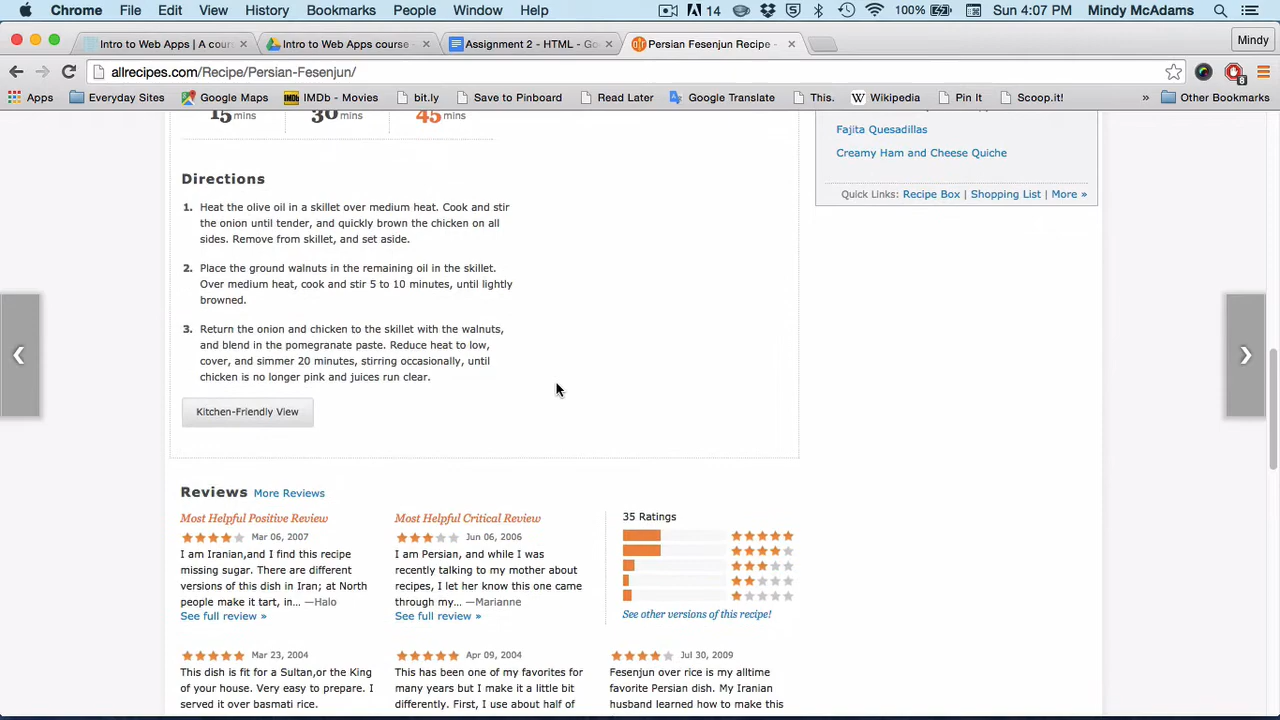 Chrome File Edit View History Bookmarks People Window Help 14 100% Sun 4:07 PM Mindy McAdams
Intro to Web Apps | A cour Intro to Web Apps course - Assignment 2 - HTML - Go Persian Fesenjun Recipe - Mindy
allrecipes.com/Recipe/Persian-Fesenjun/ 8
Apps Everyday Sites Google Maps IMDb IMDb - Movies bit.ly Save to Pinboard Read Later Google Translate This. W Wikipedia Pin It Scoop.it! » Other Bookmarks
15 mins 30 mins 45 mins
Fajita Quesadillas
Creamy Ham and Cheese Quiche
Quick Links: Recipe Box | Shopping List | More »
Directions
1. Heat the olive oil in a skillet over medium heat. Cook and stir
the onion until tender, and quickly brown the chicken on all
sides. Remove from skillet, and set aside.
2. Place the ground walnuts in the remaining oil in the skillet.
Over medium heat, cook and stir 5 to 10 minutes, until lightly
browned.
3. Return the onion and chicken to the skillet with the walnuts,
and blend in the pomegranate paste. Reduce heat to low,
cover, and simmer 20 minutes, stirring occasionally, until
chicken is no longer pink and juices run clear.
Kitchen-Friendly View
Reviews More Reviews
Most Helpful Positive Review
Mar 06, 2007
I am Iranian,and I find this recipe
missing sugar. There are different
versions of this dish in Iran; at North
people make it tart, in... —Halo
See full review »
Most Helpful Critical Review
Jun 06, 2006
I am Persian, and while I was
recently talking to my mother about
recipes, I let her know this one came
through my... —Marianne
See full review »
35 Ratings
See other versions of this recipe!
Mar 23, 2004
This dish is fit for a Sultan,or the King
of your house. Very easy to prepare. I
served it over basmati rice.
Apr 09, 2004
This has been one of my favorites for
many years but I make it a little bit
differently. First, I use about half of
Jul 30, 2009
Fesenjun over rice is my alltime
favorite Persian dish. My Iranian
husband learned how to make this